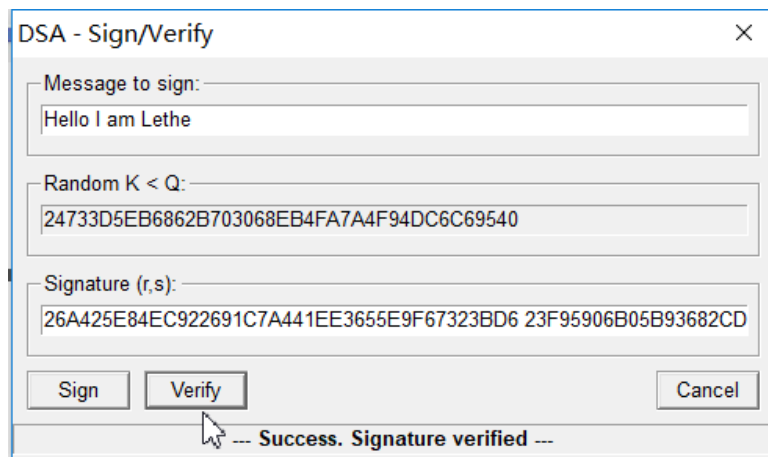 DSA - Sign/Verify
Message to sign:
Hello I am Lethe
Random K < Q:
24733D5EB6862B703068EB4FA7A4F94DC6C69540
Signature (r,s):
26A425E84EC922691C7A441EE3655E9F67323BD6 23F95906B05B93682CD
Sign Verify Cancel
--- Success. Signature verified ---